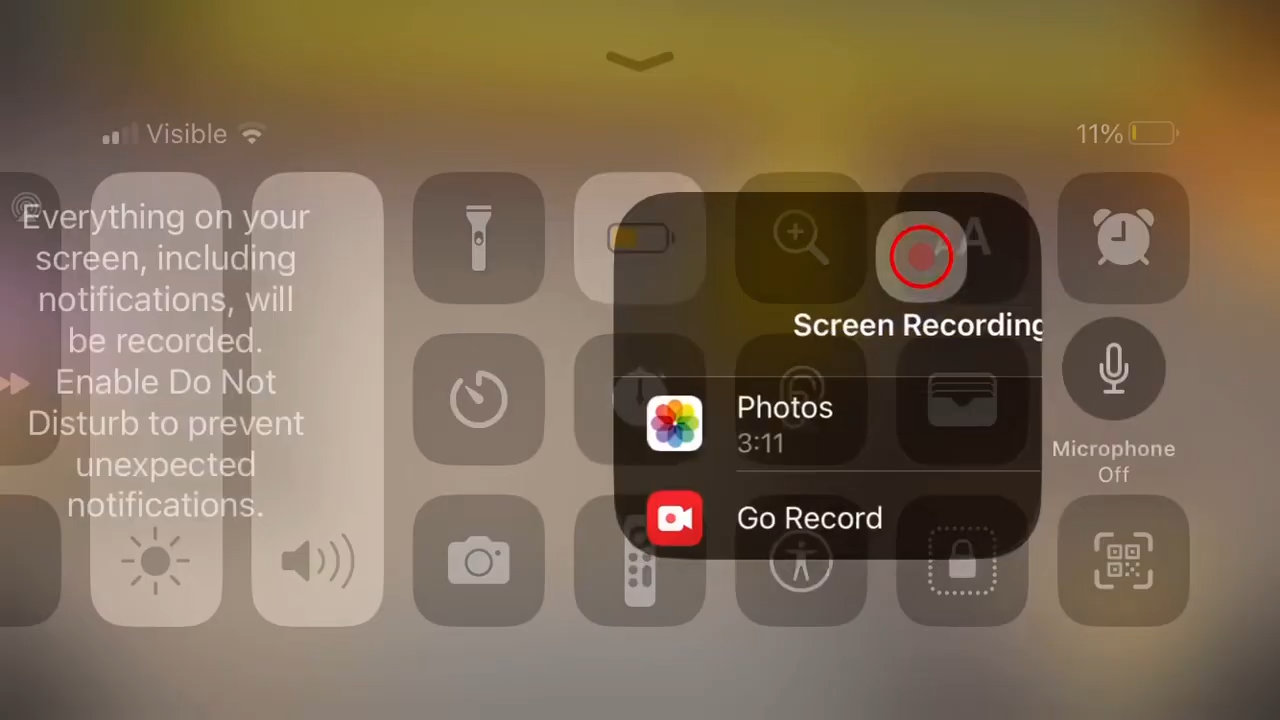 Visible
11%
Everything on your
screen, including
notifications, will
be recorded.
Enable Do Not
Disturb to prevent
unexpected
notifications.
AA
Screen Recording
Photos
3:11
Go Record
Microphone
Off